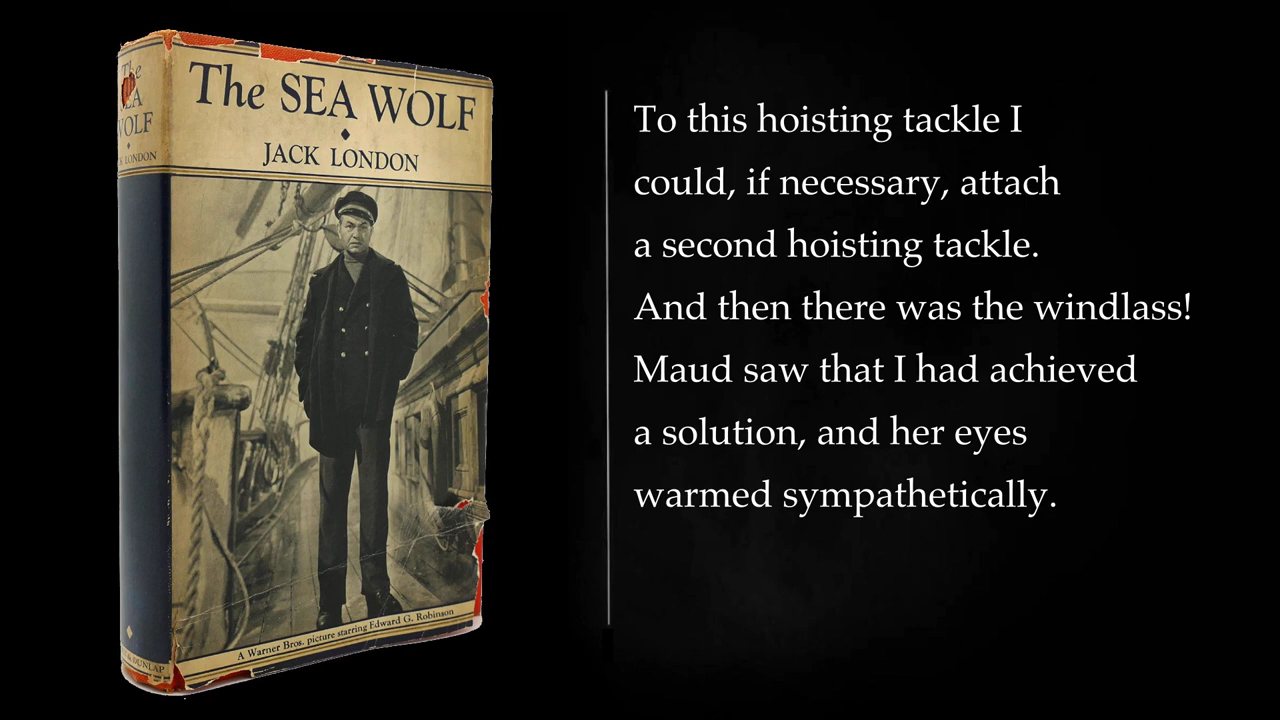 The SEA WOLF
JACK LONDON
The
SEA
WOLF
LONDON
A Warner Bros. picture starring Edward G. Robinson
DUNLAP
To this hoisting tackle I
could, if necessary, attach
a second hoisting tackle.
And then there was the windlass!
Maud saw that I had achieved
a solution, and her eyes
warmed sympathetically.